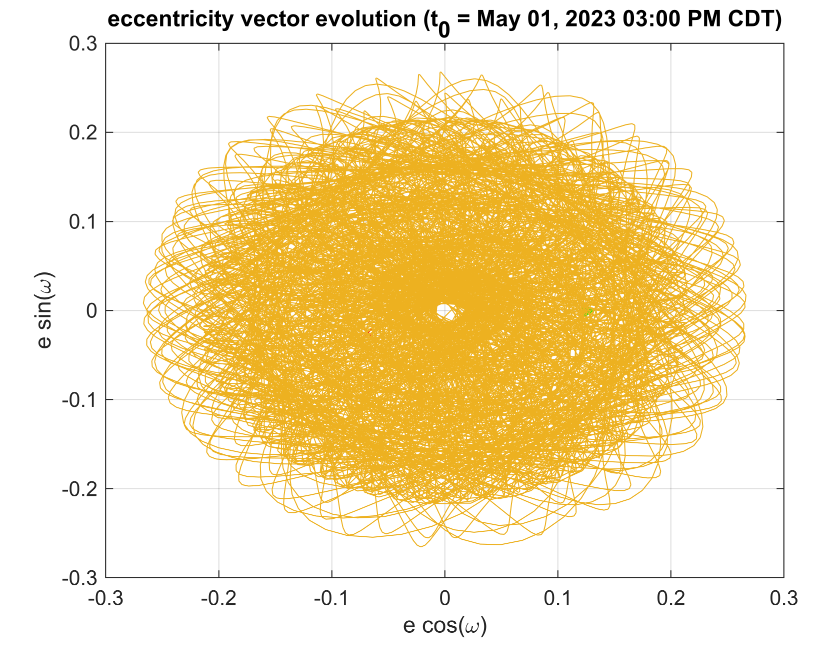 eccentricity vector evolution (t0 = May 01, 2023 03:00 PM CDT)
0.3
0.2
0.1
0
-0.1
-0.2
-0.3
e sin(ω)
-0.3 -0.2 -0.1 0 0.1 0.2 0.3
e cos(ω)